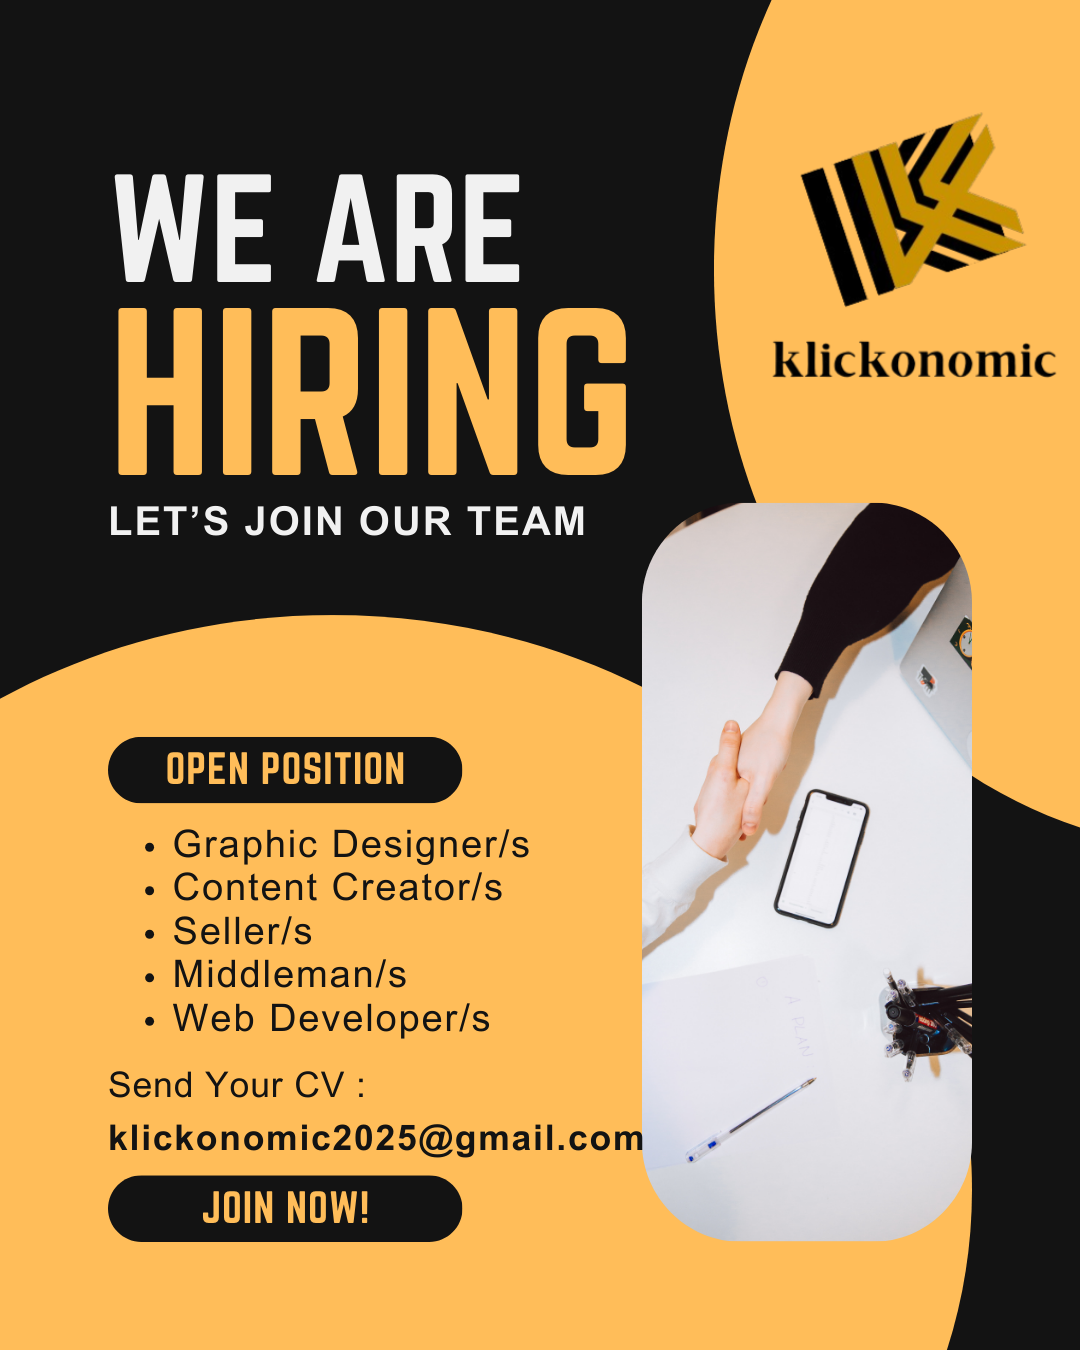 WE ARE
HIRING
LET’S JOIN OUR TEAM
klickonomic
OPEN POSITION
• Graphic Designer/s
• Content Creator/s
• Seller/s
• Middleman/s
• Web Developer/s
Send Your CV :
klickonomic2025@gmail.com
JOIN NOW!
A PLAN